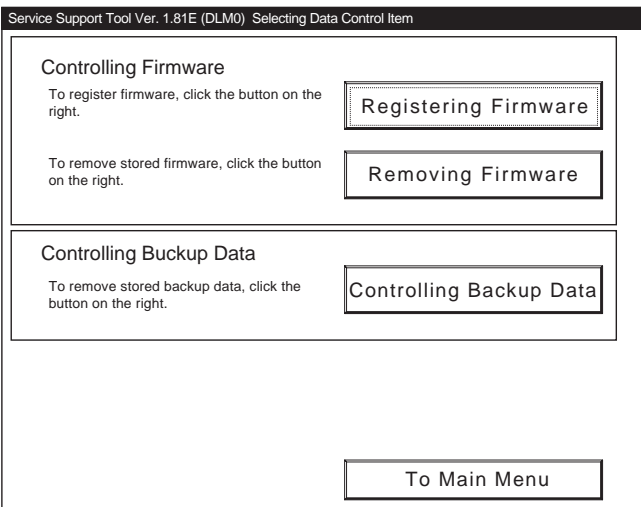 Service Support Tool Ver. 1.81E (DLM0)  Selecting Data Control Item
Controlling Firmware
To register firmware, click the button on the
right.
Registering Firmware
To remove stored firmware, click the button
on the right.
Removing Firmware
Controlling Buckup Data
To remove stored backup data, click the
button on the right.
Controlling Backup Data
To Main Menu